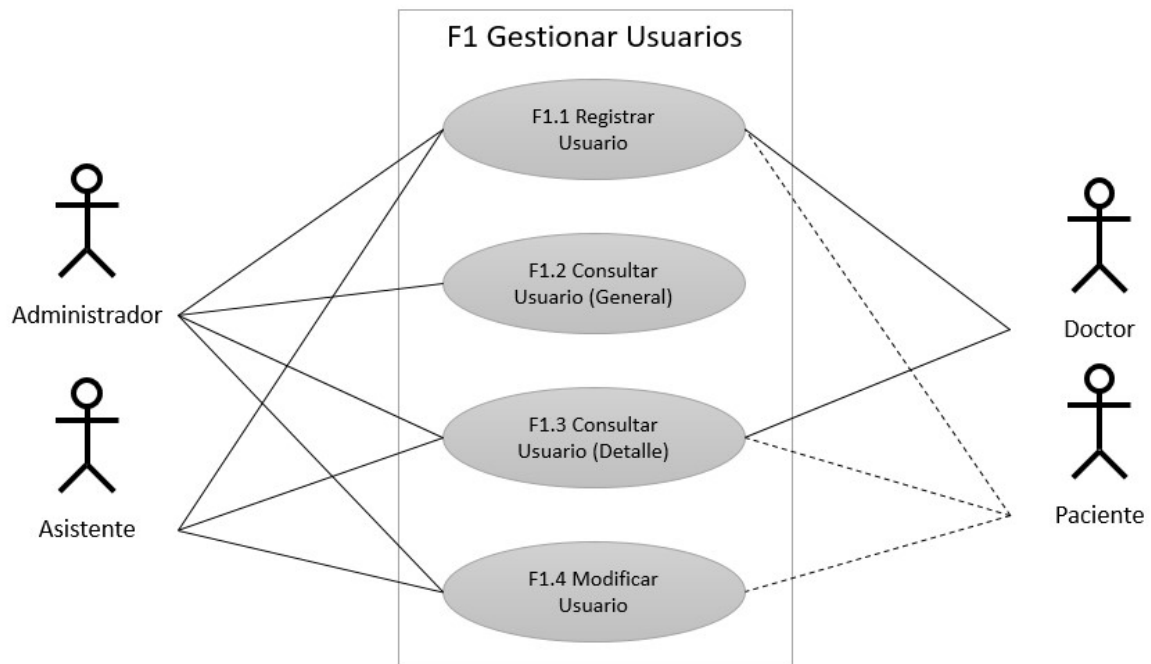 F1 Gestionar Usuarios
F1.1 Registrar
Usuario
F1.2 Consultar
Usuario (General)
F1.3 Consultar
Usuario (Detalle)
F1.4 Modificar
Usuario
Administrador
Asistente
Doctor
Paciente